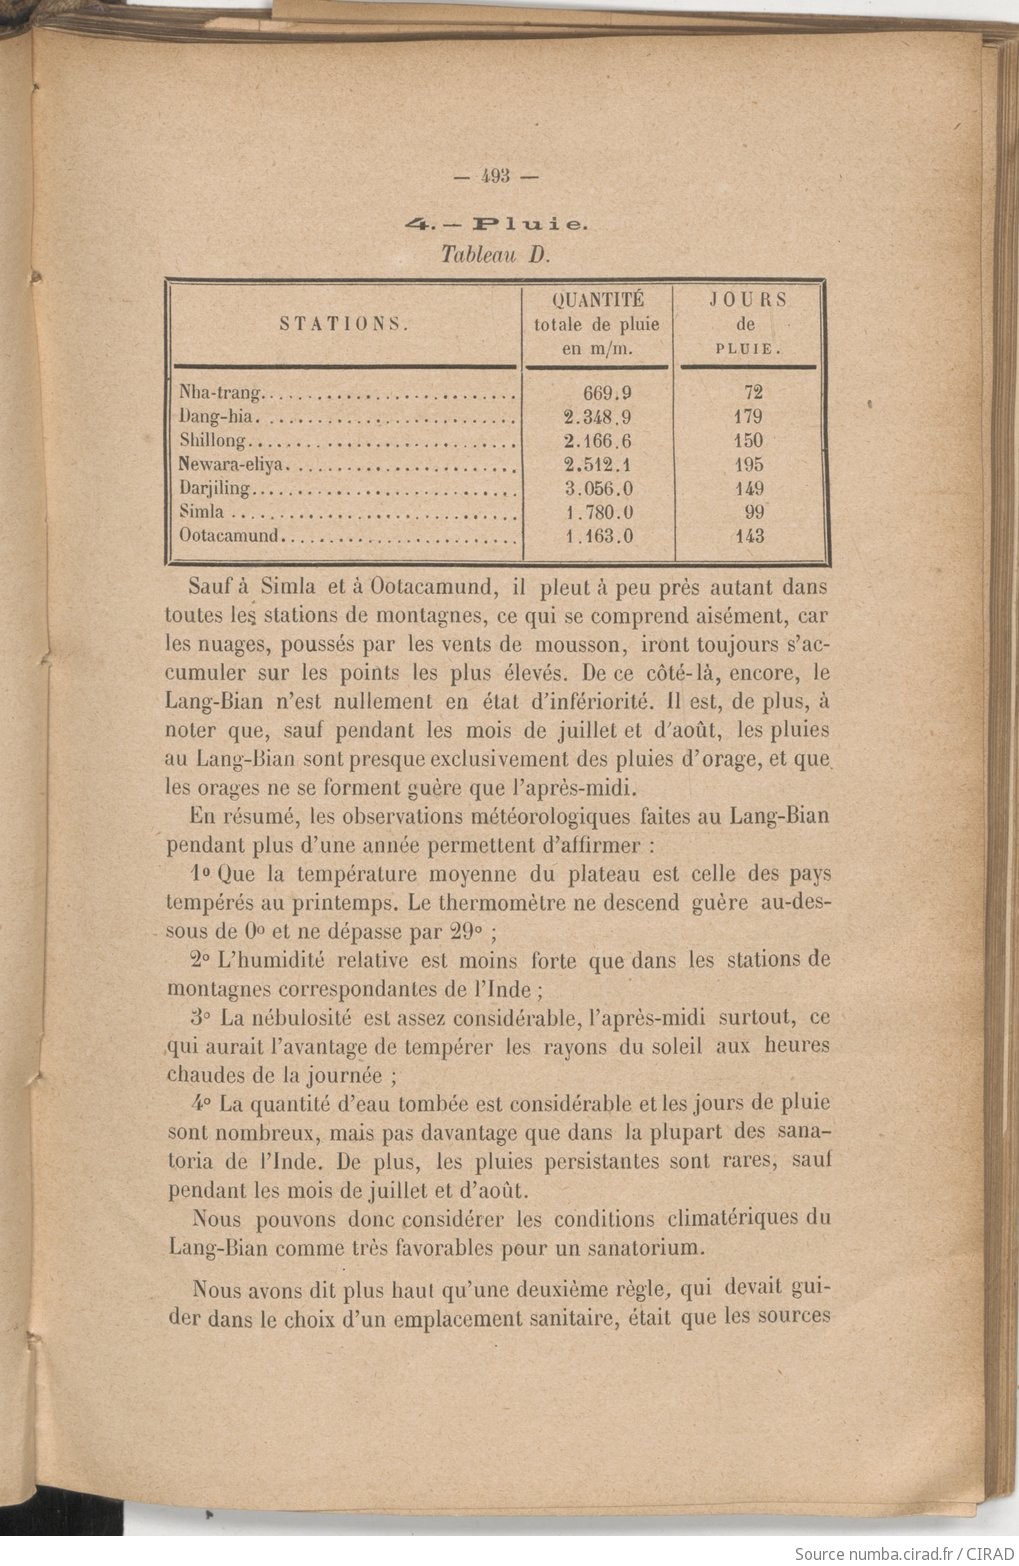 — 493 —
4. — Pluie.
Tableau D.
STATIONS.
QUANTITÉ
totale de pluie
en m/m.
JOURS
de
PLUIE.
Nha-trang............................ 669.9 72
Dang-hia. .......................... 2.348.9 179
Shillong............................ 2.166.6 150
Newara-eliya. ....................... 2.512.1 195
Darjiling............................ 3.056.0 149
Simla .............................. 1.780.0 99
Ootacamund......................... 1.163.0 143
Sauf à Simla et à Ootacamund, il pleut à peu près autant dans
toutes les stations de montagnes, ce qui se comprend aisément, car
les nuages, poussés par les vents de mousson, iront toujours s'ac-
cumuler sur les points les plus élevés. De ce côté-là, encore, le
Lang-Bian n'est nullement en état d'infériorité. Il est, de plus, à
noter que, sauf pendant les mois de juillet et d'août, les pluies
au Lang-Bian sont presque exclusivement des pluies d'orage, et que
les orages ne se forment guère que l'après-midi.
En résumé, les observations météorologiques faites au Lang-Bian
pendant plus d'une année permettent d'affirmer :
1º Que la température moyenne du plateau est celle des pays
tempérés au printemps. Le thermomètre ne descend guère au-des-
sous de 0º et ne dépasse par 29º ;
2º L'humidité relative est moins forte que dans les stations de
montagnes correspondantes de l'Inde ;
3º La nébulosité est assez considérable, l'après-midi surtout, ce
qui aurait l'avantage de tempérer les rayons du soleil aux heures
chaudes de la journée ;
4º La quantité d'eau tombée est considérable et les jours de pluie
sont nombreux, mais pas davantage que dans la plupart des sana-
toria de l'Inde. De plus, les pluies persistantes sont rares, sauf
pendant les mois de juillet et d'août.
Nous pouvons donc considérer les conditions climatériques du
Lang-Bian comme très favorables pour un sanatorium.
Nous avons dit plus haut qu'une deuxième règle, qui devait gui-
der dans le choix d'un emplacement sanitaire, était que les sources
Source numba.cirad.fr / CIRAD